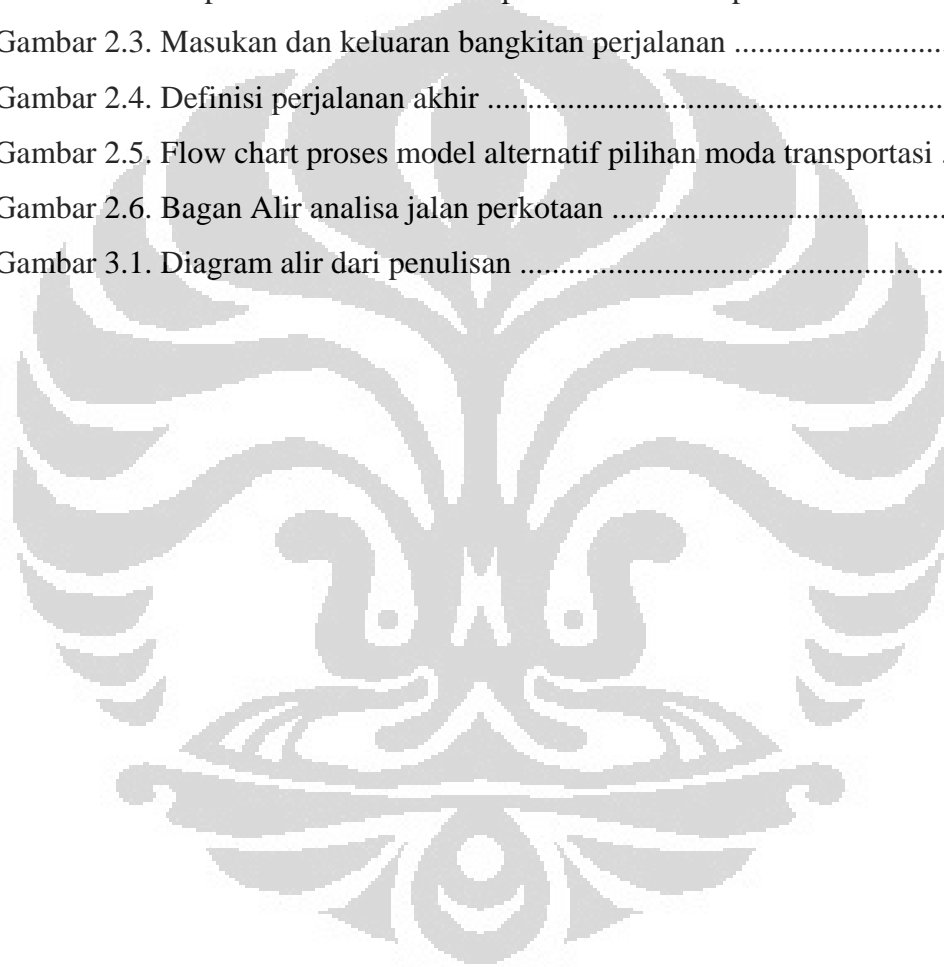 Gambar 2.3. Masukan dan keluaran bangkitan perjalanan ..........................
Gambar 2.4. Definisi perjalanan akhir .........................................................
Gambar 2.5. Flow chart proses model alternatif pilihan moda transportasi .
Gambar 2.6. Bagan Alir analisa jalan perkotaan .........................................
Gambar 3.1. Diagram alir dari penulisan .....................................................